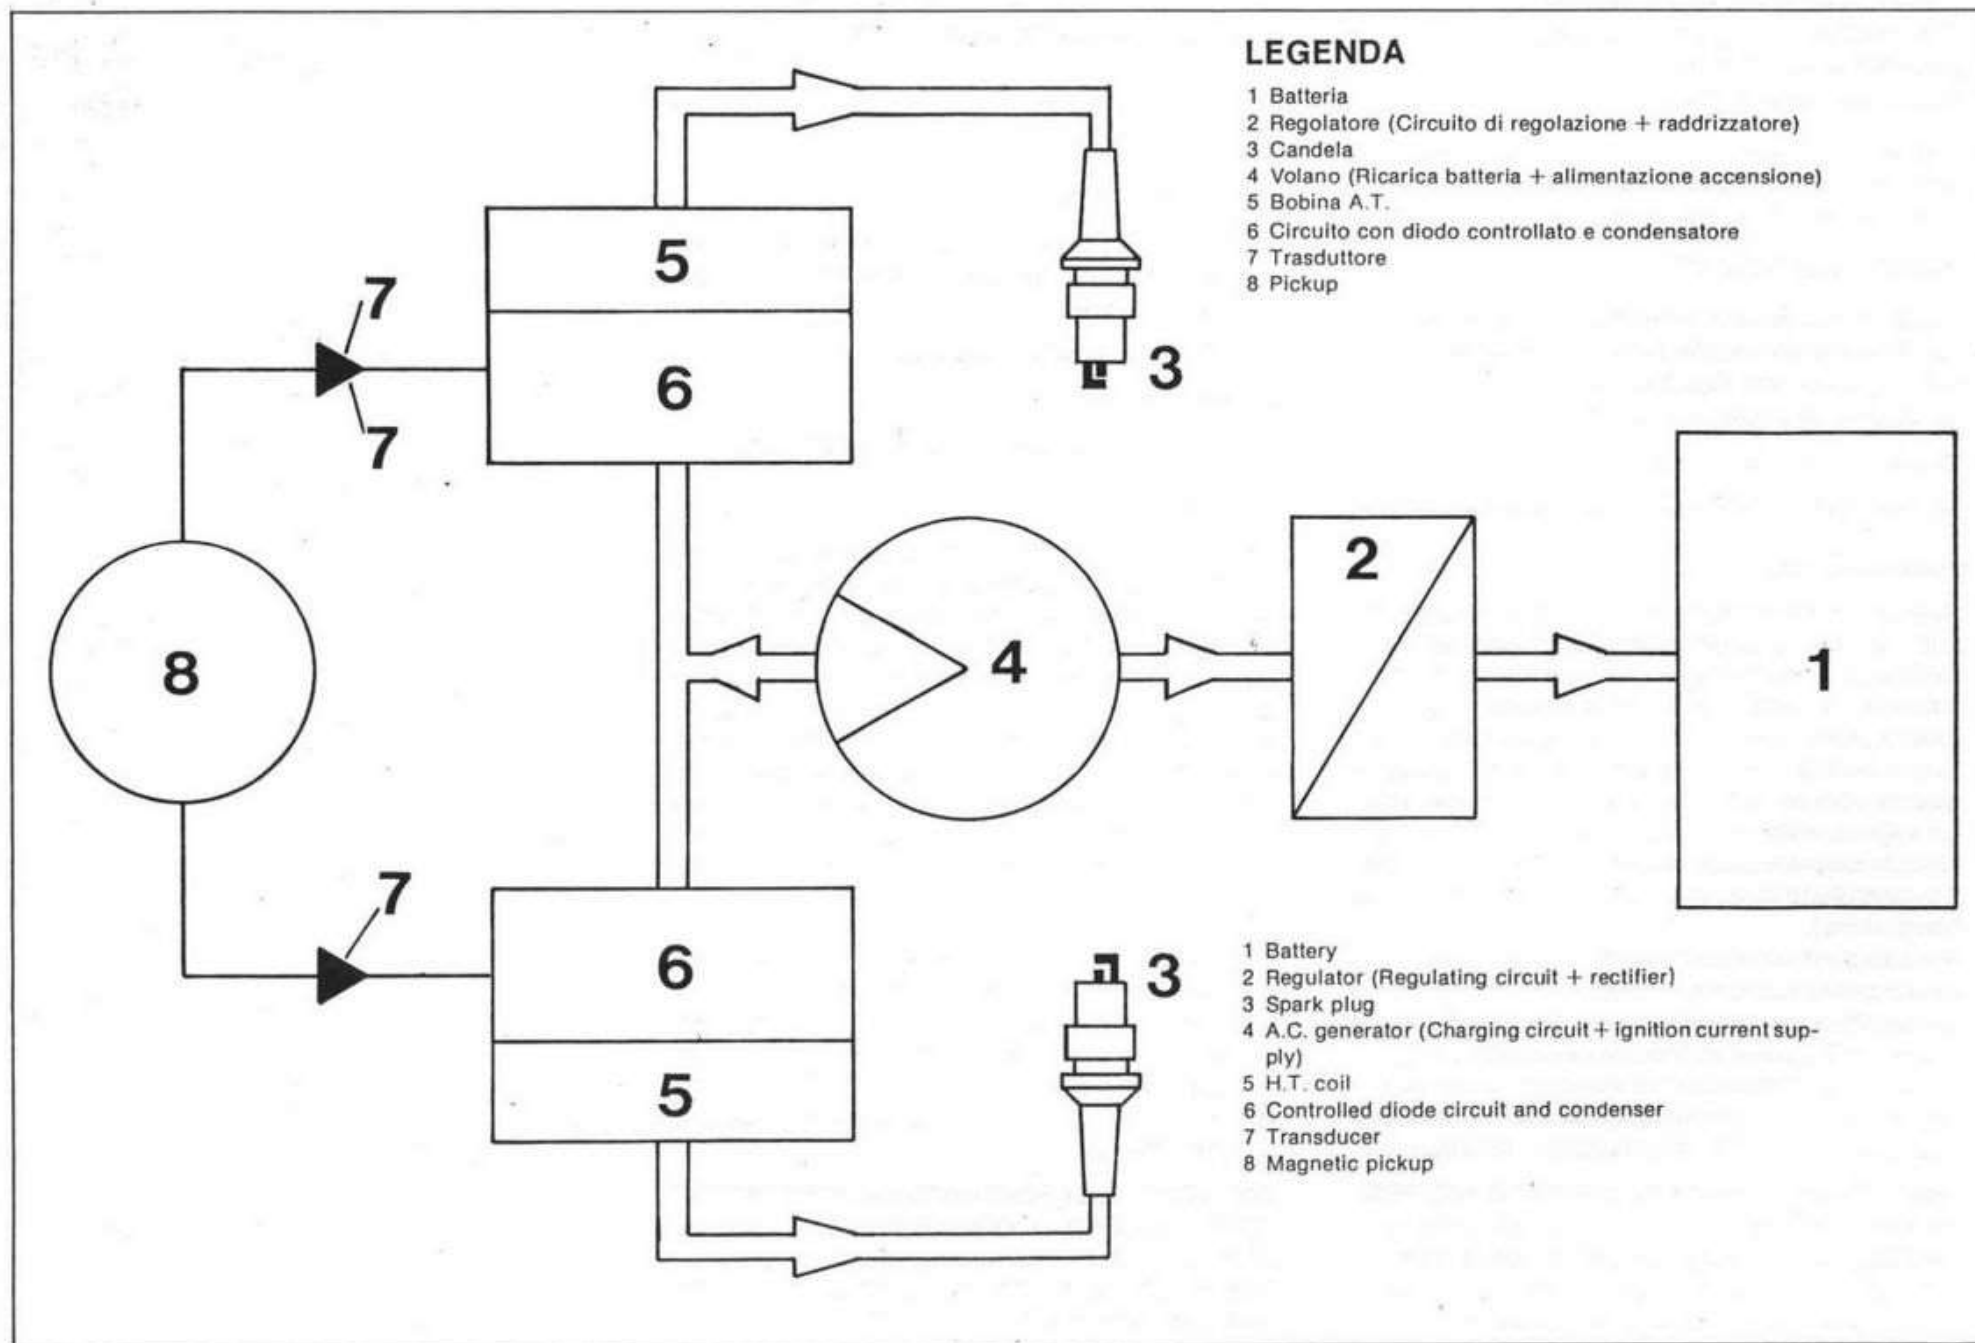 LEGENDA
1 Batteria
2 Regolatore (Circuito di regolazione + raddrizzatore)
3 Candela
4 Volano (Ricarica batteria + alimentazione accensione)
5 Bobina A.T.
6 Circuito con diodo controllato e condensatore
7 Trasduttore
8 Pickup
5
7
6
3
7
2
8
4
1
7
6
3
5
1 Battery
2 Regulator (Regulating circuit + rectifier)
3 Spark plug
4 A.C. generator (Charging circuit + ignition current sup-
ply)
5 H.T. coil
6 Controlled diode circuit and condenser
7 Transducer
8 Magnetic pickup